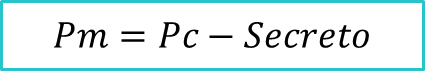 Pm = Pc − Secreto